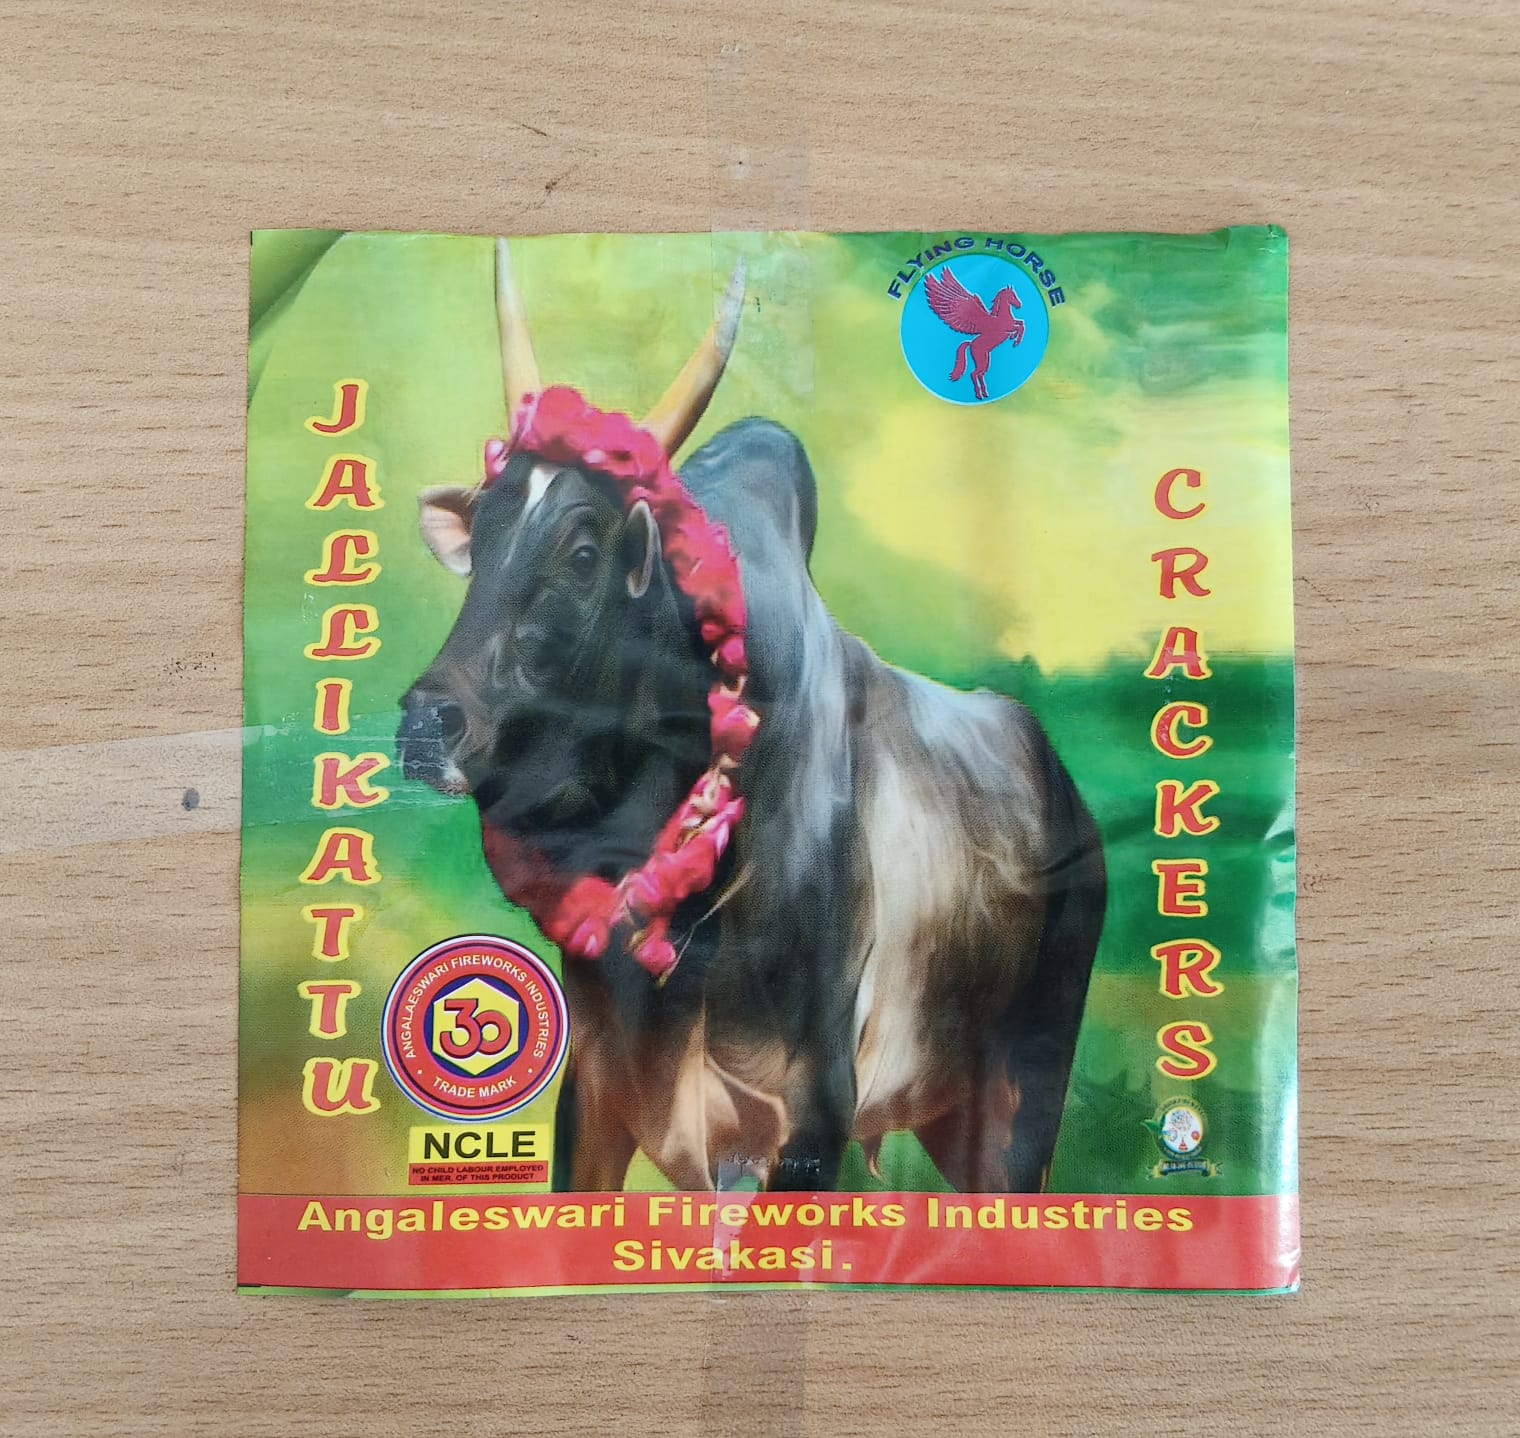 FLYING HORSE
JALLIKATTU
CRACKERS
ANGALAESWARI FIREWORKS INDUSTRIES
30
TRADE MARK
NCLE
NO CHILD LABOUR EMPLOYED
IN MER. OF THIS PRODUCT
Angaleswari Fireworks Industries
Sivakasi.